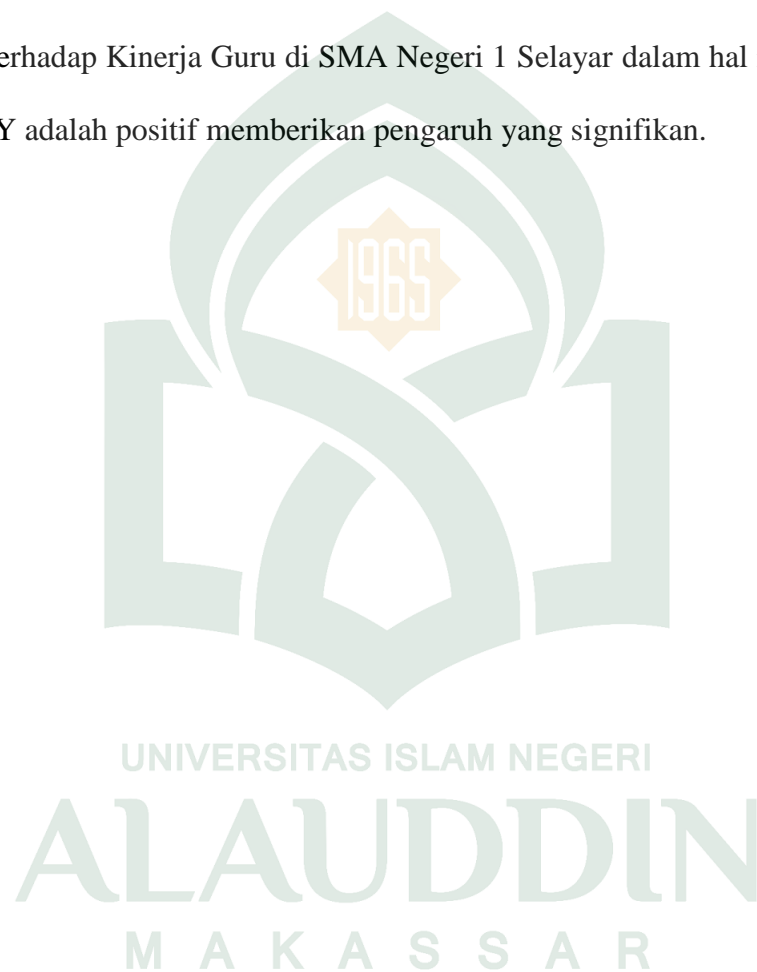 erhadap Kinerja Guru di SMA Negeri 1 Selayar dalam hal
Y adalah positif memberikan pengaruh yang signifikan.
1965
UNIVERSITAS ISLAM NEGERI
ALAUDDIN
MAKASSAR